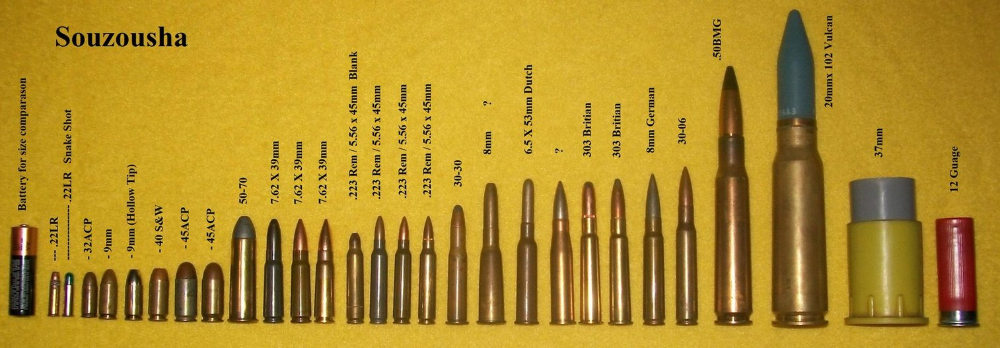 Souzousha
Battery for size comparason
--- .22LR
---------------- .22LR Snake Shot
- 32ACP
- 9mm
- 9mm (Hollow Tip)
- 40 S&W
- 45ACP
- 45ACP
50-70
7.62 X 39mm
7.62 X 39mm
7.62 X 39mm
.223 Rem / 5.56 x 45mm Blank
.223 Rem / 5.56 x 45mm
.223 Rem / 5.56 x 45mm
.223 Rem / 5.56 x 45mm
30-30
8mm ?
6.5 X 53mm Dutch
?
303 Britian
303 Britian
8mm German
30-06
.50BMG
20mmx 102 Vulcan
37mm
12 Guage